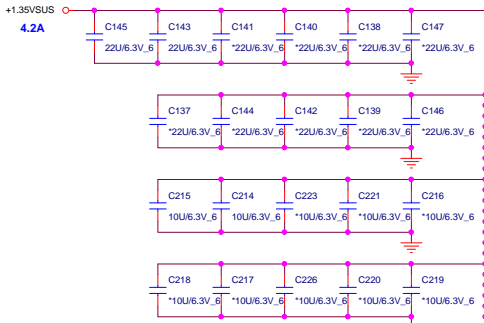 +1.35VSUS
4.2A
C145 C143 C141 C140 C138 C147
22U/6.3V_6 22U/6.3V_6 *22U/6.3V_6 *22U/6.3V_6 *22U/6.3V_6 *22U/6.3V_6
C137 C144 C142 C139 C146
*22U/6.3V_6 *22U/6.3V_6 *22U/6.3V_6 *22U/6.3V_6 *22U/6.3V_6
C215 C214 C223 C221 C216
10U/6.3V_6 10U/6.3V_6 *10U/6.3V_6 *10U/6.3V_6 *10U/6.3V_6
C218 C217 C226 C220 C219
*10U/6.3V_6 *10U/6.3V_6 *10U/6.3V_6 *10U/6.3V_6 *10U/6.3V_6